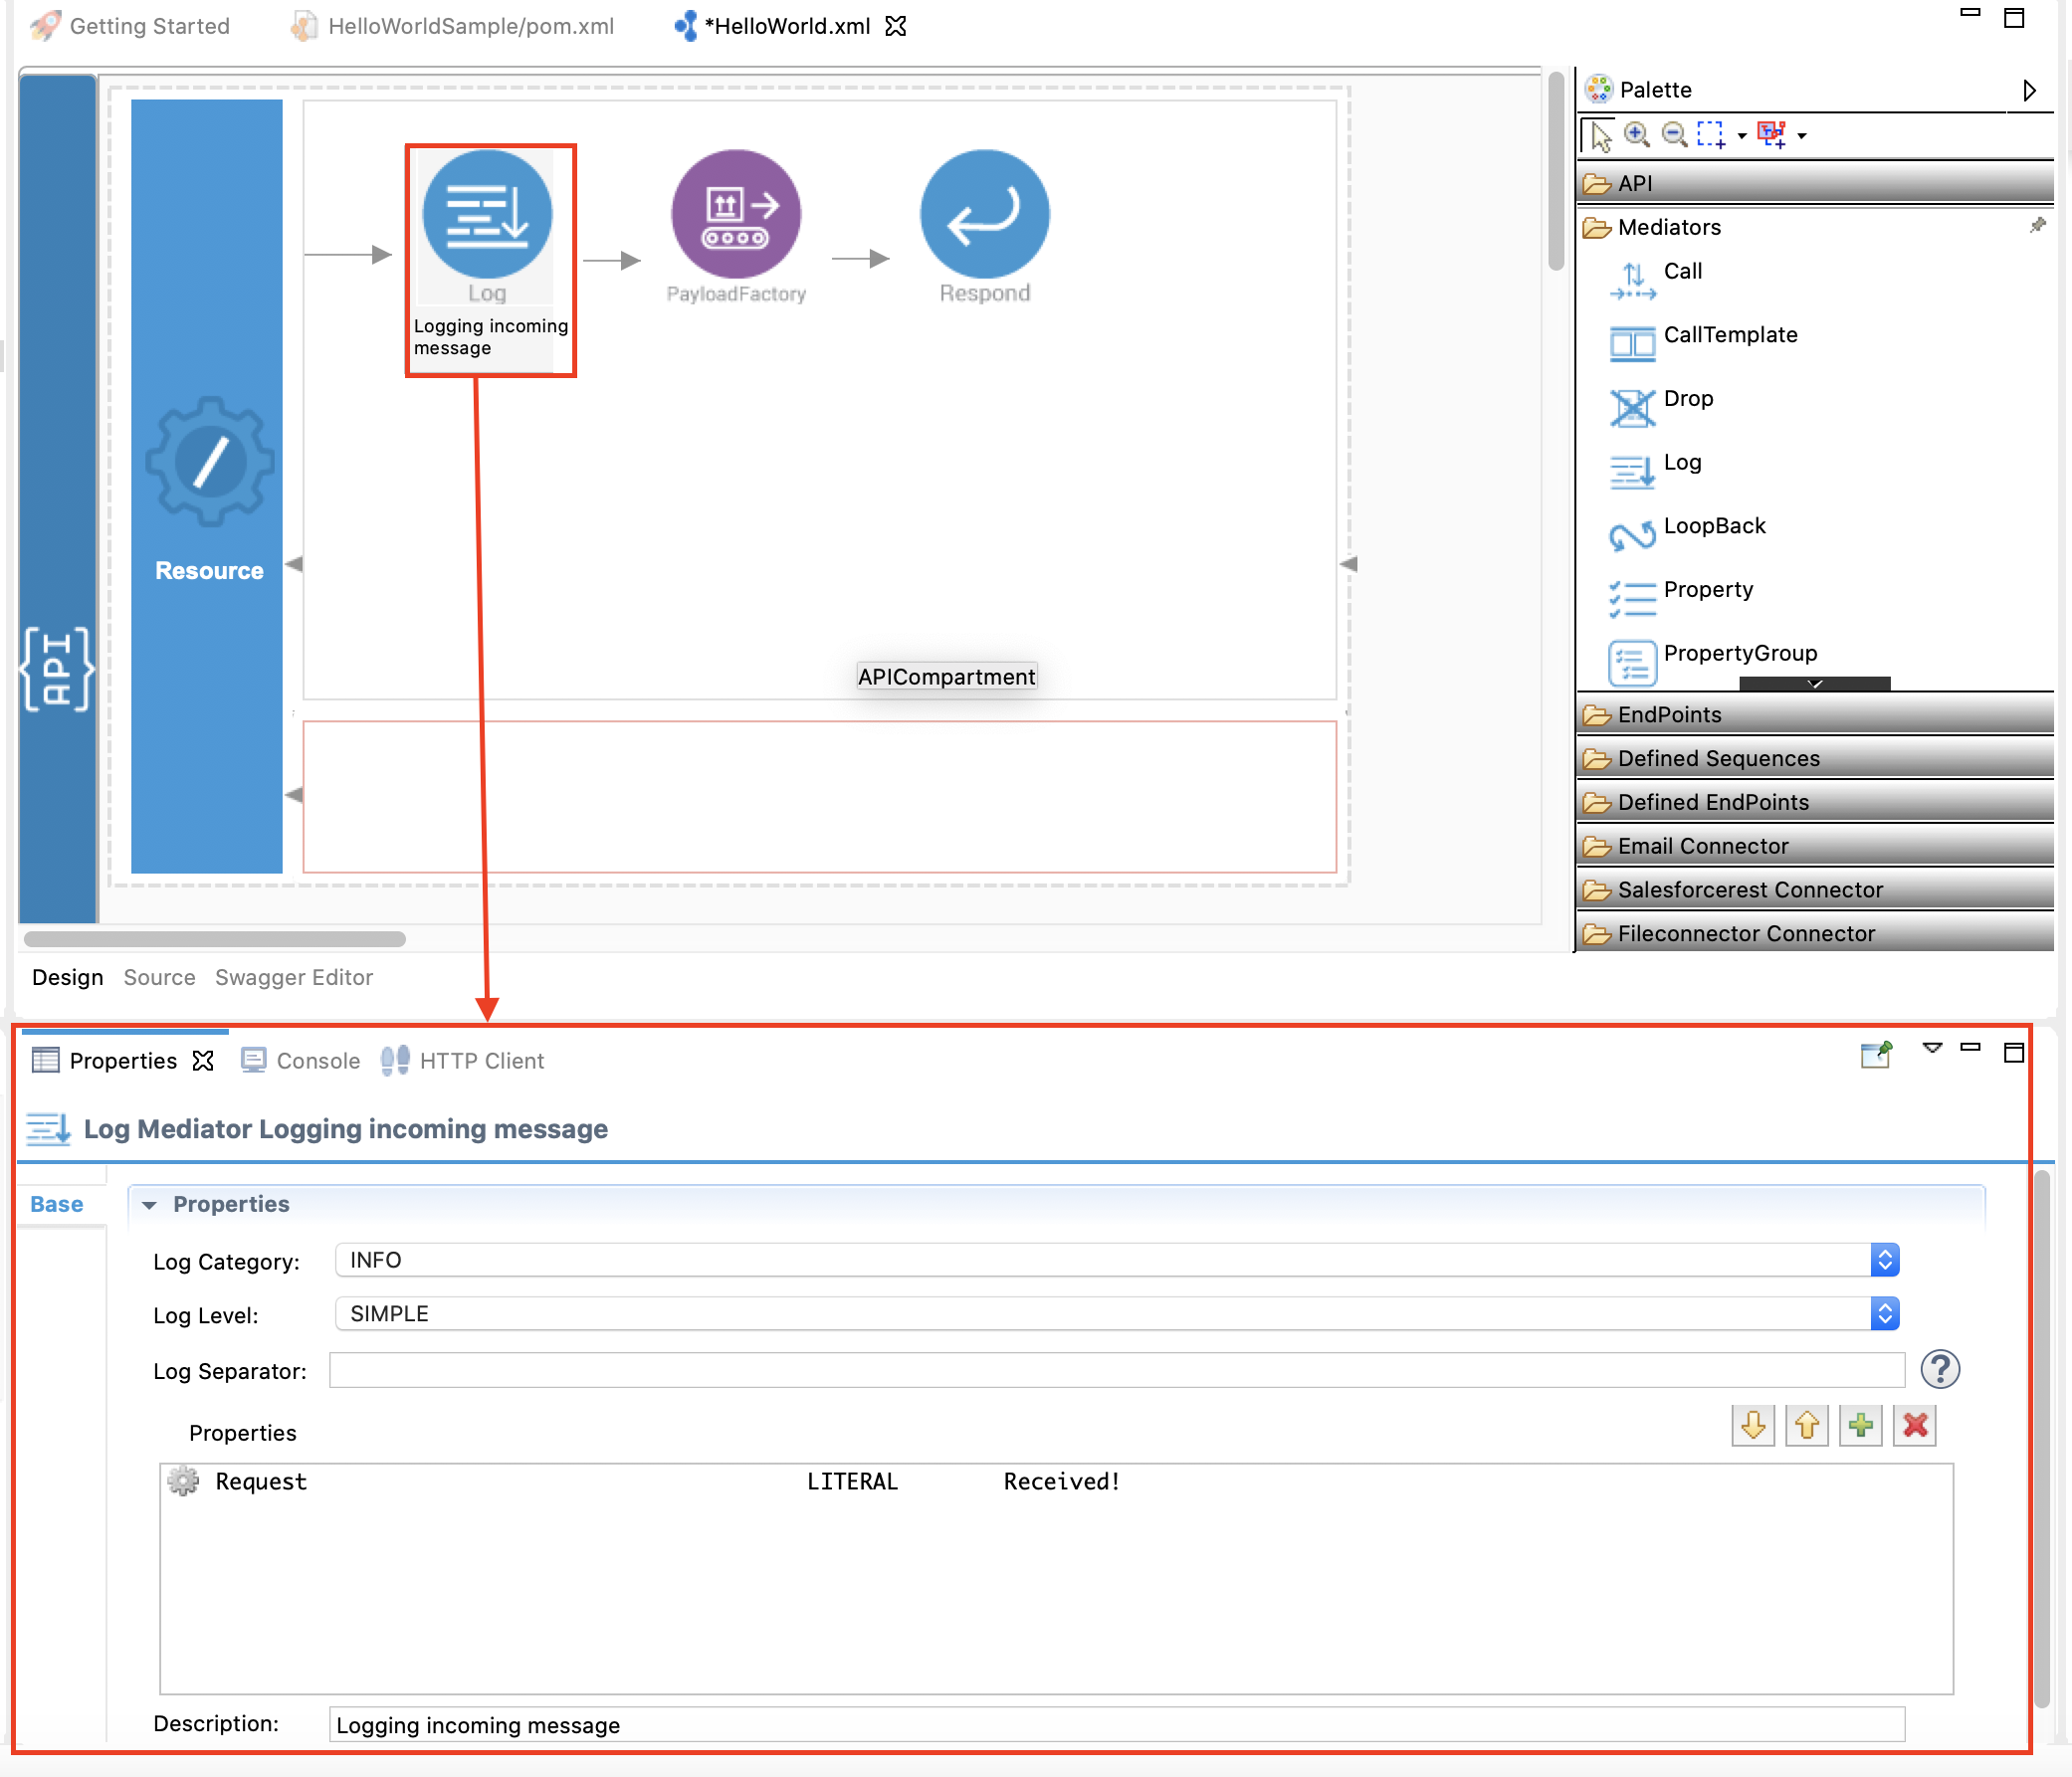 Getting Started
HelloWorldSample/pom.xml
*HelloWorld.xml
Palette
API
Mediators
Call
CallTemplate
Drop
Log
LoopBack
Property
PropertyGroup
EndPoints
Defined Sequences
Defined EndPoints
Email Connector
Salesforcerest Connector
Fileconnector Connector
{API}
Resource
Log
Logging incoming
message
PayloadFactory
Respond
APICompartment
Design
Source
Swagger Editor
Properties
Console
HTTP Client
Log Mediator Logging incoming message
Base
Properties
Log Category:
INFO
Log Level:
SIMPLE
Log Separator:
?
Properties
Request
LITERAL
Received!
Description:
Logging incoming message